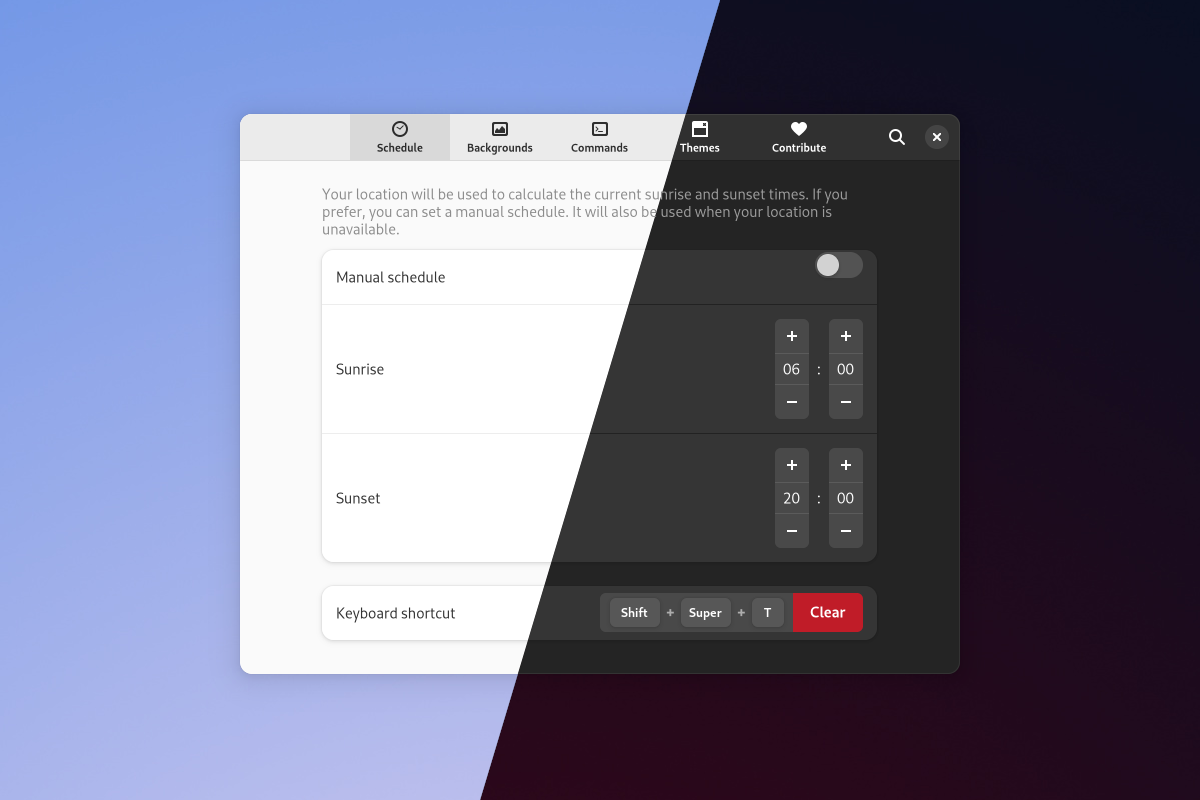 Schedule Backgrounds Commands Themes Contribute
Your location will be used to calculate the current sunrise and sunset times. If you
prefer, you can set a manual schedule. It will also be used when your location is
unavailable.
Manual schedule
+ +
Sunrise 06 : 00
− −
+ +
Sunset 20 : 00
− −
Keyboard shortcut Shift + Super + T Clear